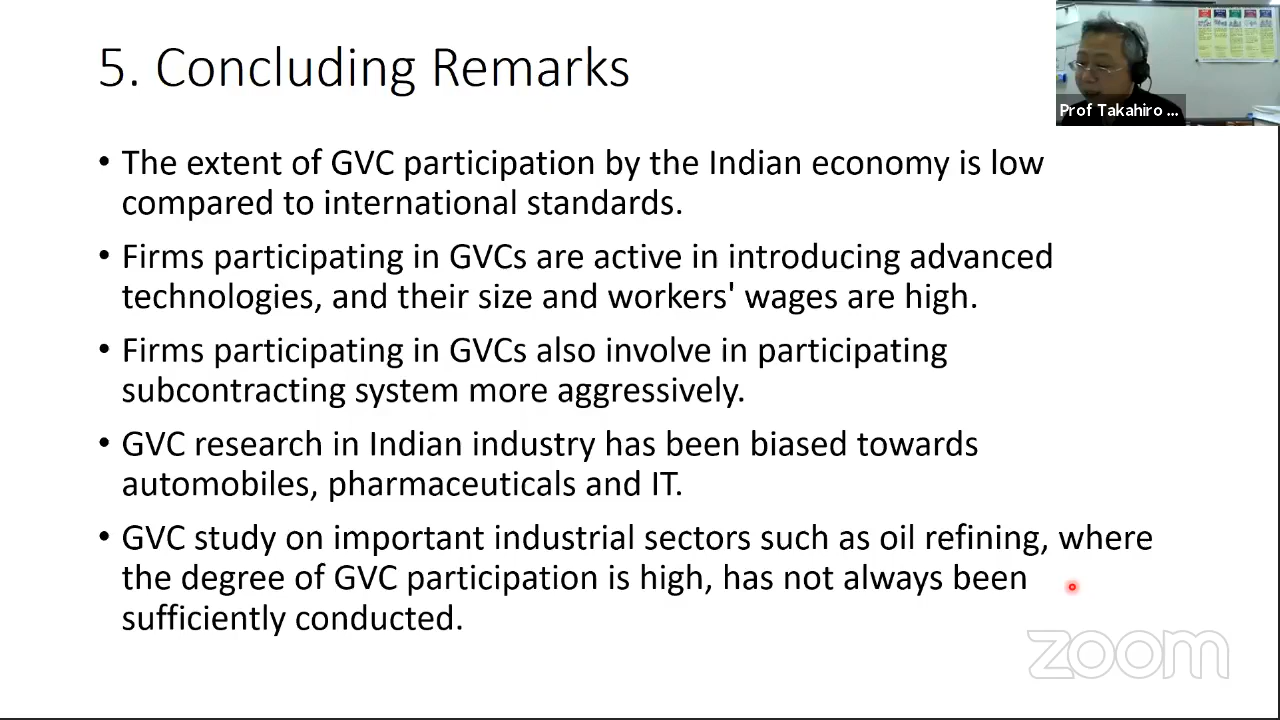 5. Concluding Remarks
Prof Takahiro ...
• The extent of GVC participation by the Indian economy is low
compared to international standards.
• Firms participating in GVCs are active in introducing advanced
technologies, and their size and workers' wages are high.
• Firms participating in GVCs also involve in participating
subcontracting system more aggressively.
• GVC research in Indian industry has been biased towards
automobiles, pharmaceuticals and IT.
• GVC study on important industrial sectors such as oil refining, where
the degree of GVC participation is high, has not always been
sufficiently conducted.
zoom